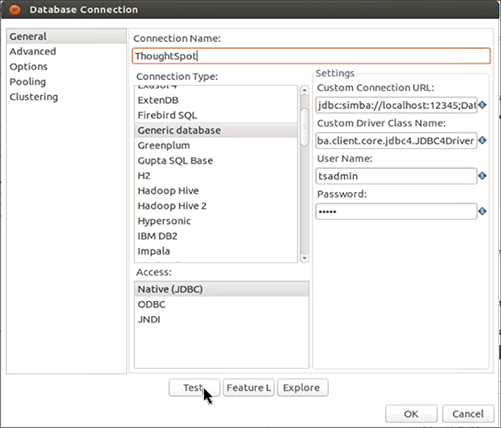 Database Connection
General
Advanced
Options
Pooling
Clustering
Connection Name:
ThoughtSpot
Connection Type:
Exasol 4
ExtenDB
Firebird SQL
Generic database
Greenplum
Gupta SQL Base
H2
Hadoop Hive
Hadoop Hive 2
Hypersonic
IBM DB2
Impala
Access:
Native (JDBC)
ODBC
JNDI
Settings
Custom Connection URL:
jdbc:simba://localhost:12345;Dat
Custom Driver Class Name:
ba.client.core.jdbc4.JDBC4Driver
User Name:
tsadmin
Password:
•••••
Test
Feature L
Explore
OK
Cancel